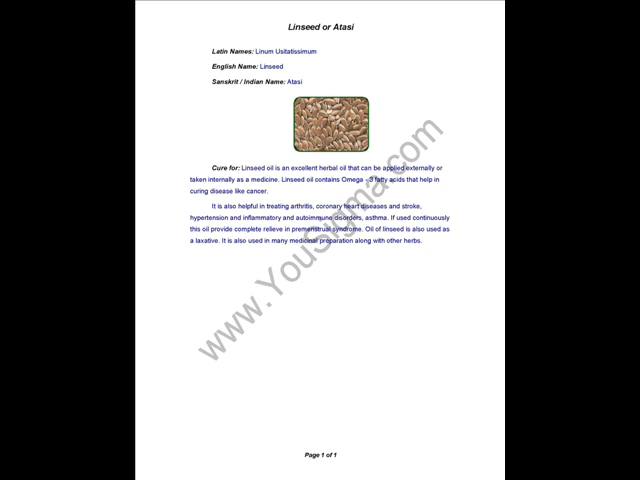 Linseed or Atasi
Latin Names: Linum Usitatissimum
English Name: Linseed
Sanskrit / Indian Name: Atasi
Cure for: Linseed oil is an excellent herbal oil that can be applied externally or
taken internally as a medicine. Linseed oil contains Omega - 3 fatty acids that help in
curing disease like cancer.
It is also helpful in treating arthritis, coronary heart diseases and stroke,
hypertension and inflammatory and autoimmune disorders, asthma. If used continuously
this oil provide complete relieve in premenstrual syndrome. Oil of linseed is also used as
a laxative. It is also used in many medicinal preparation along with other herbs.
www.YouSigma.com
Page 1 of 1